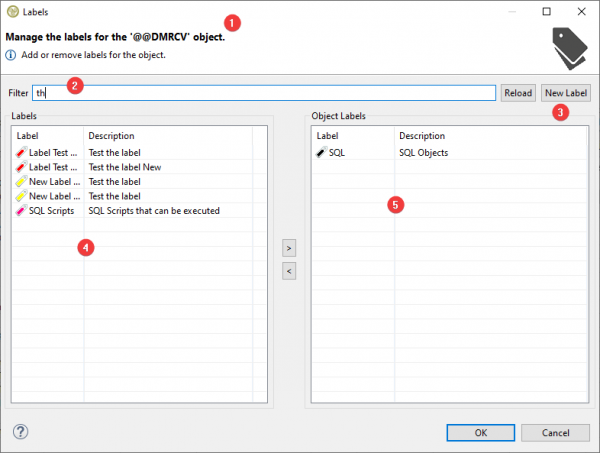 Labels
1
Manage the labels for the '@@DMRCV' object.
Add or remove labels for the object.
2
Filter th Reload New Label
3
Labels Object Labels
Label Description Label Description
Label Test ... Test the label SQL SQL Objects
Label Test ... Test the label New
New Label ... Test the label
New Label ... Test the label
SQL Scripts SQL Scripts that can be executed
5
4
>
<
? OK Cancel